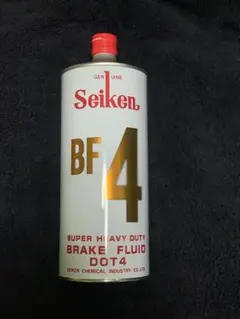 GENUINE
Seiken
BF 4
SUPER HEAVY DUTY
BRAKE FLUID
DOT4
SEIKEN CHEMICAL INDUSTRY CO.,LTD.